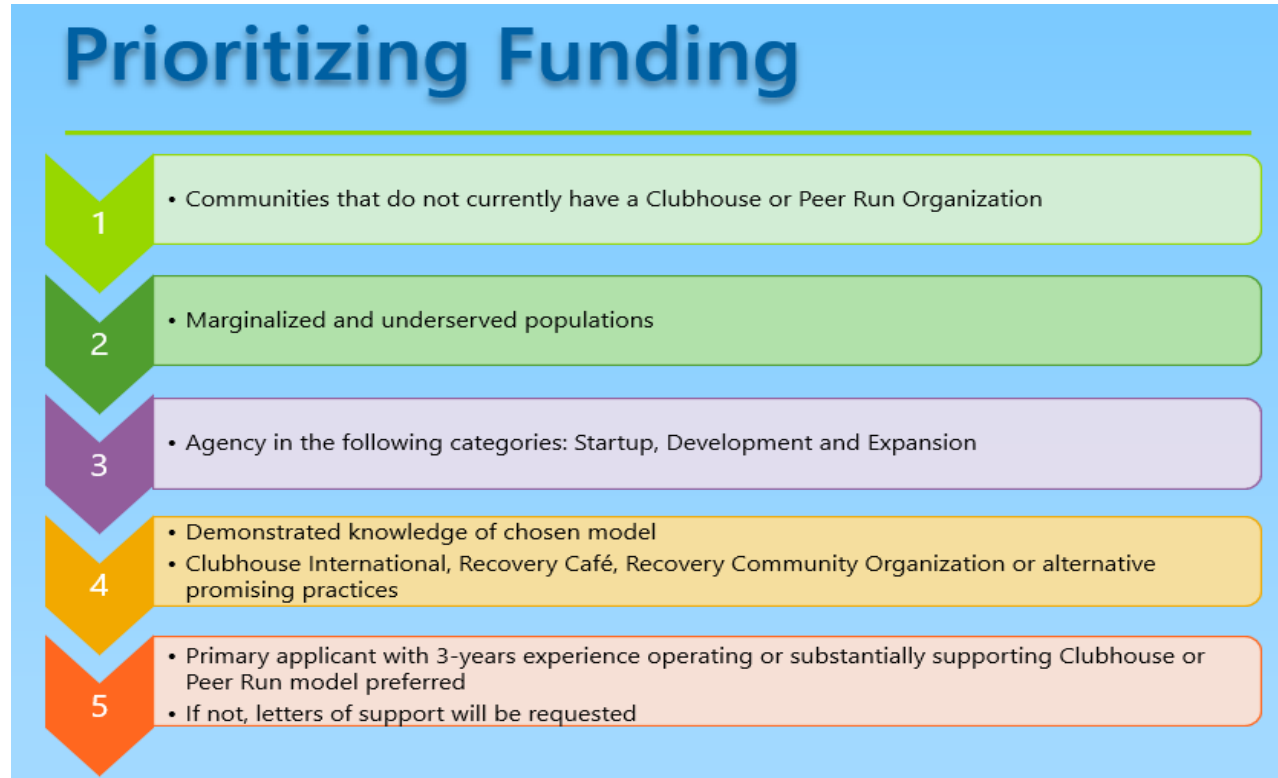 Prioritizing Funding
1
• Communities that do not currently have a Clubhouse or Peer Run Organization
2
• Marginalized and underserved populations
3
• Agency in the following categories: Startup, Development and Expansion
4
• Demonstrated knowledge of chosen model
• Clubhouse International, Recovery Café, Recovery Community Organization or alternative
promising practices
5
• Primary applicant with 3-years experience operating or substantially supporting Clubhouse or
Peer Run model preferred
• If not, letters of support will be requested